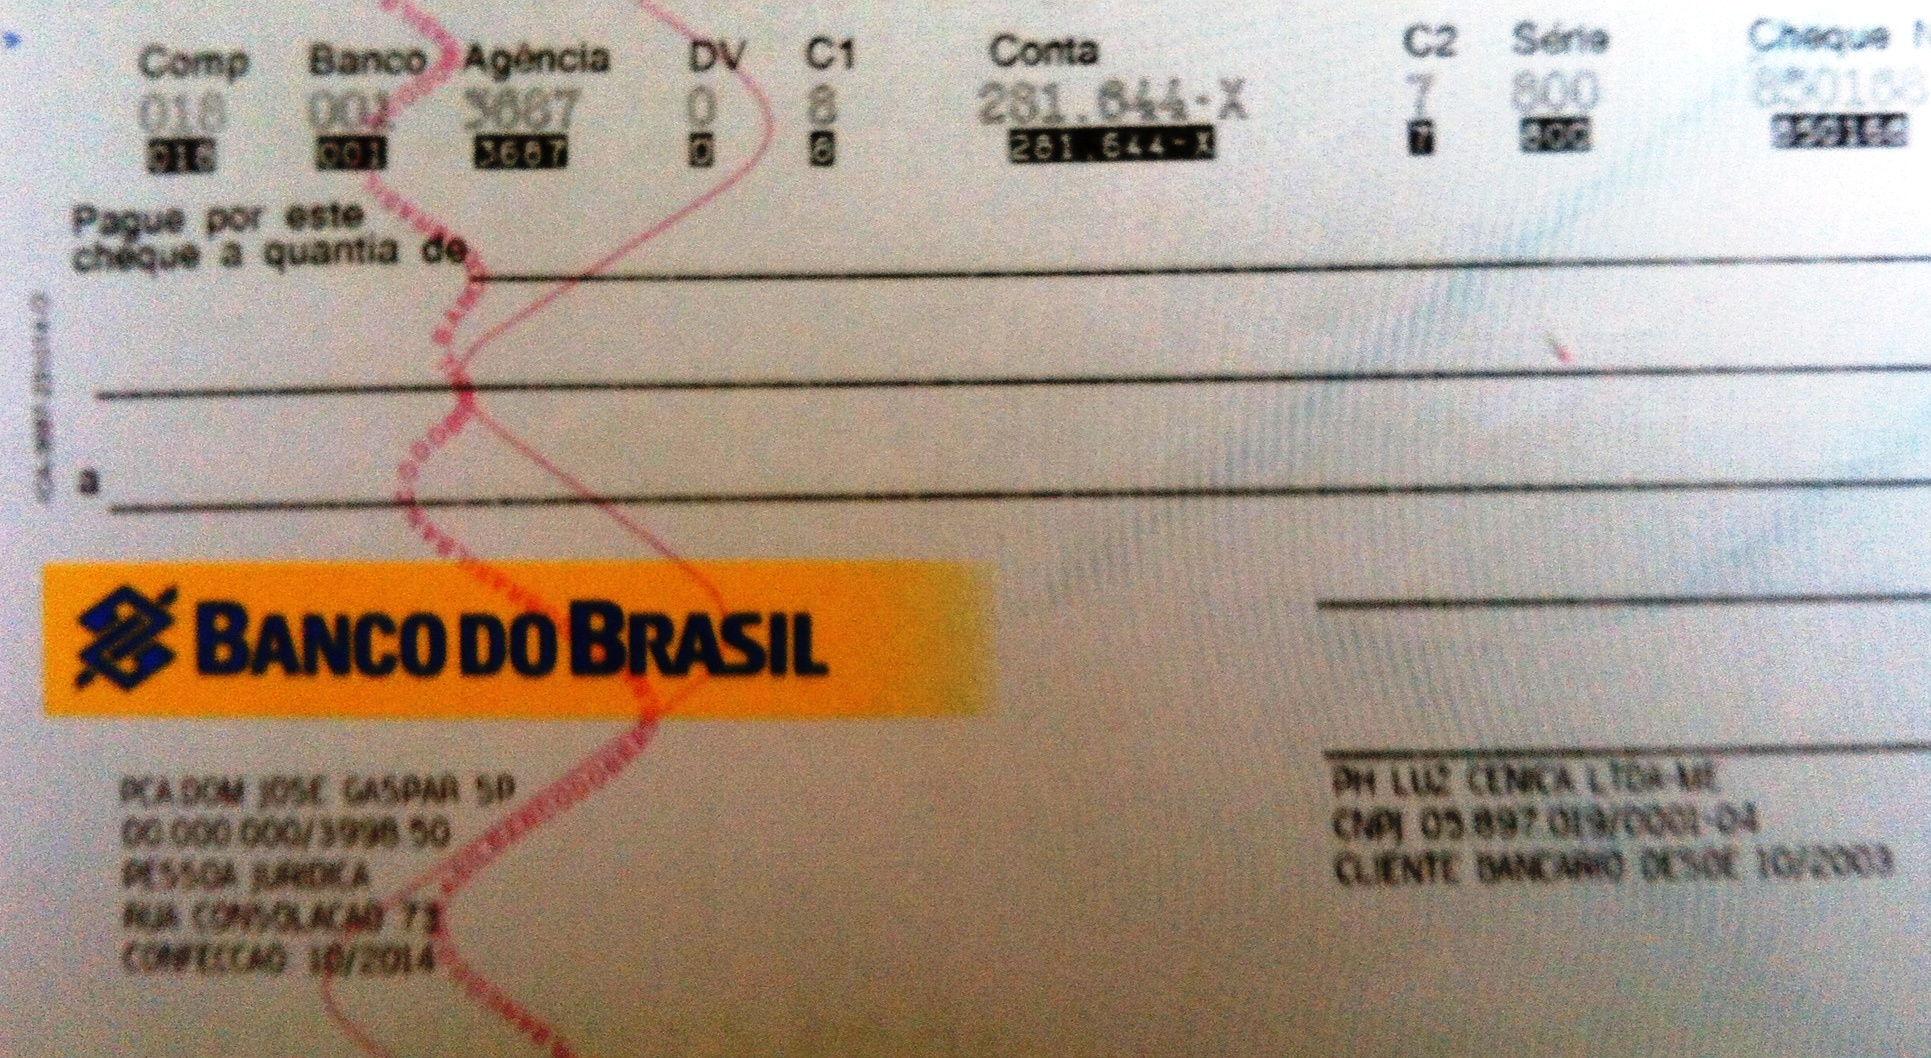 Comp Banco Agência DV C1 Conta C2 Série Cheque
018 001 3687 0 8 281.644-X 7 800 850168
018 001 3687 0 8 281.644-X 7 800 850168
Pague por este
cheque a quantia de
a
BANCO DO BRASIL
PCA.DOM JOSE GASPAR SP
00.000.000/3998-50
PESSOA JURIDICA
RUA CONSOLACAO 73
CONFECCAO 10/2014
PH LUZ CENICA LTDA-ME
CNPJ 05.897.019/0001-04
CLIENTE BANCARIO DESDE 10/2003